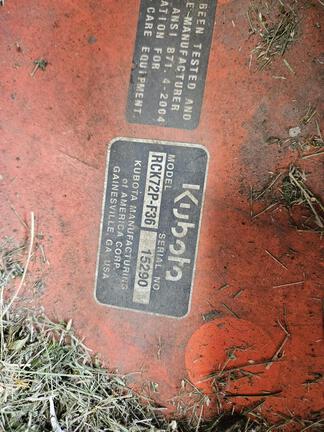 BEEN TESTED AND
E MANUFACTURER
ANSI B71.4-2004
ATION FOR
CARE EQUIPMENT
Kubota
MODEL SERIAL NO
RCK72P-F36 15290
KUBOTA MANUFACTURING
of AMERICA CORP.
GAINESVILLE, GA. USA